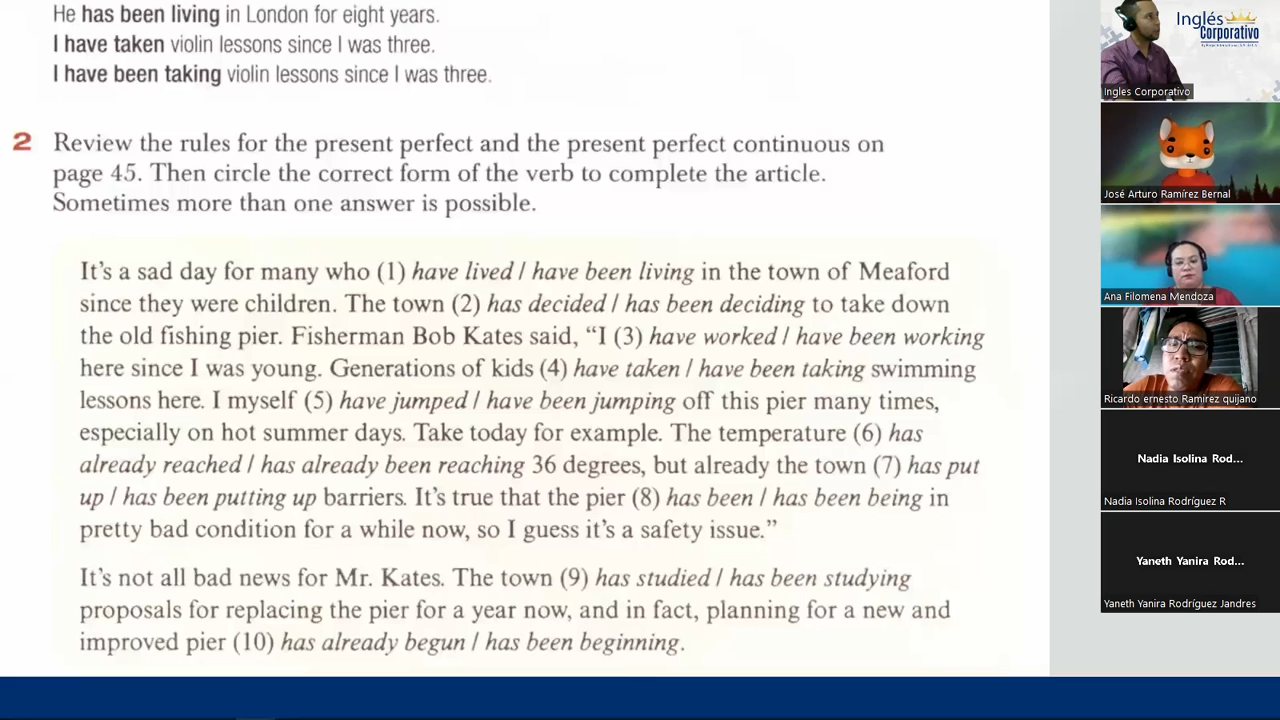 He has been living in London for eight years.
I have taken violin lessons since I was three.
I have been taking violin lessons since I was three.
2 Review the rules for the present perfect and the present perfect continuous on
page 45. Then circle the correct form of the verb to complete the article.
Sometimes more than one answer is possible.
It's a sad day for many who (1) have lived / have been living in the town of Meaford
since they were children. The town (2) has decided / has been deciding to take down
the old fishing pier. Fisherman Bob Kates said, “I (3) have worked / have been working
here since I was young. Generations of kids (4) have taken / have been taking swimming
lessons here. I myself (5) have jumped / have been jumping off this pier many times,
especially on hot summer days. Take today for example. The temperature (6) has
already reached / has already been reaching 36 degrees, but already the town (7) has put
up / has been putting up barriers. It's true that the pier (8) has been / has been being in
pretty bad condition for a while now, so I guess it's a safety issue.”
It's not all bad news for Mr. Kates. The town (9) has studied / has been studying
proposals for replacing the pier for a year now, and in fact, planning for a new and
improved pier (10) has already begun / has been beginning.
Inglés
Corporativo
Ingles Corporativo
José Arturo Ramírez Bernal
Ana Filomena Mendoza
Ricardo ernesto Ramirez quijano
Nadia Isolina Rod...
Nadia Isolina Rodríguez R
Yaneth Yanira Rod...
Yaneth Yanira Rodríguez Jandres